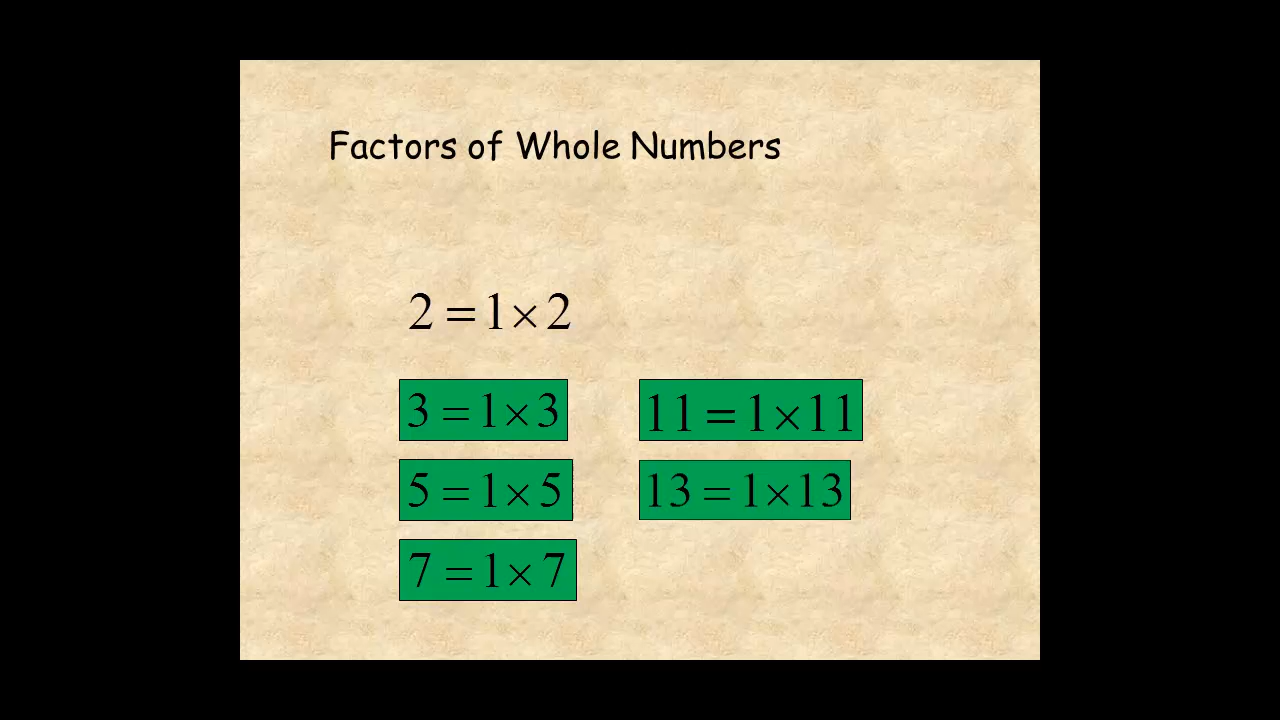 Factors of Whole Numbers
2 = 1 × 2
3 = 1 × 3
5 = 1 × 5
7 = 1 × 7
11 = 1 × 11
13 = 1 × 13